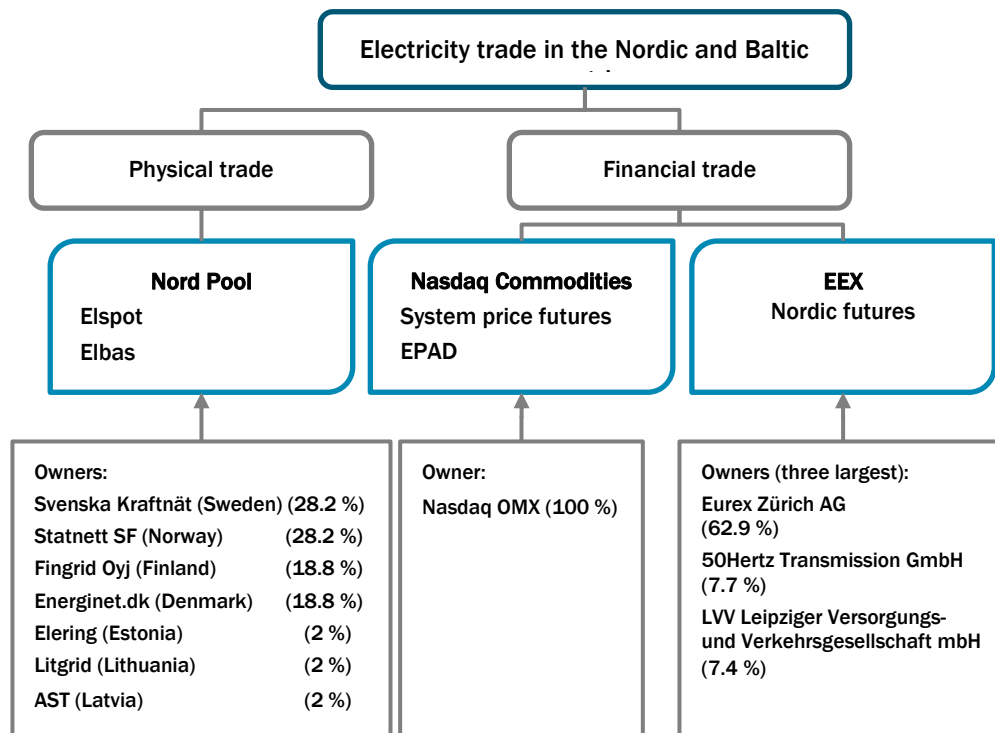 Electricity trade in the Nordic and Baltic
Physical trade
Financial trade
Nord Pool
Elspot
Elbas
Nasdaq Commodities
System price futures
EPAD
EEX
Nordic futures
Owners:
Svenska Kraftnät (Sweden) (28.2 %)
Statnett SF (Norway) (28.2 %)
Fingrid Oyj (Finland) (18.8 %)
Energinet.dk (Denmark) (18.8 %)
Elering (Estonia) (2 %)
Litgrid (Lithuania) (2 %)
AST (Latvia) (2 %)
Owner:
Nasdaq OMX (100 %)
Owners (three largest):
Eurex Zürich AG
(62.9 %)
50Hertz Transmission GmbH
(7.7 %)
LVV Leipziger Versorgungs-
und Verkehrsgesellschaft mbH
(7.4 %)